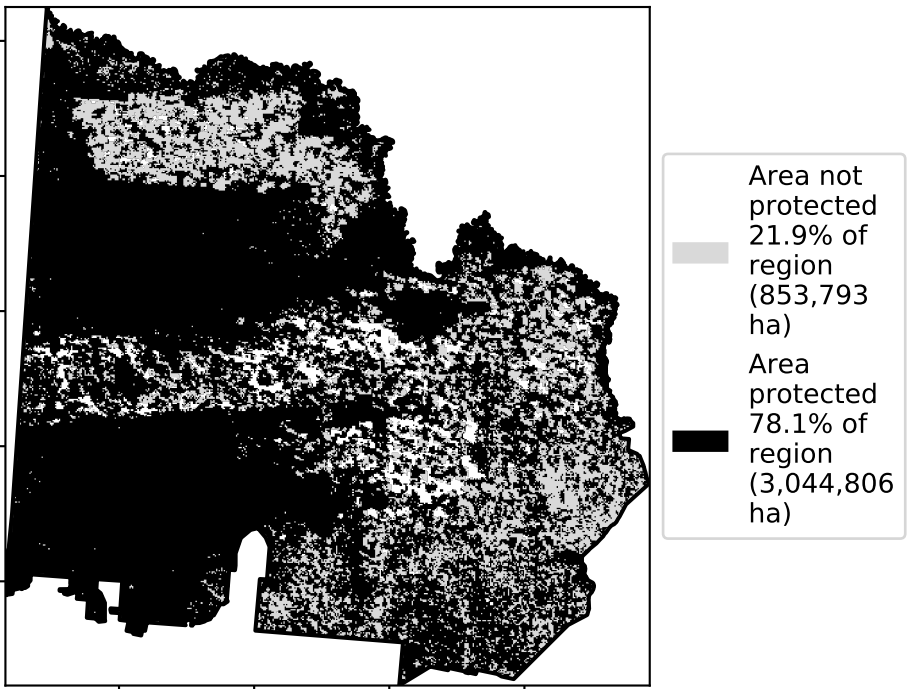 Area not
protected
21.9% of
region
(853,793
ha)
Area
protected
78.1% of
region
(3,044,806
ha)